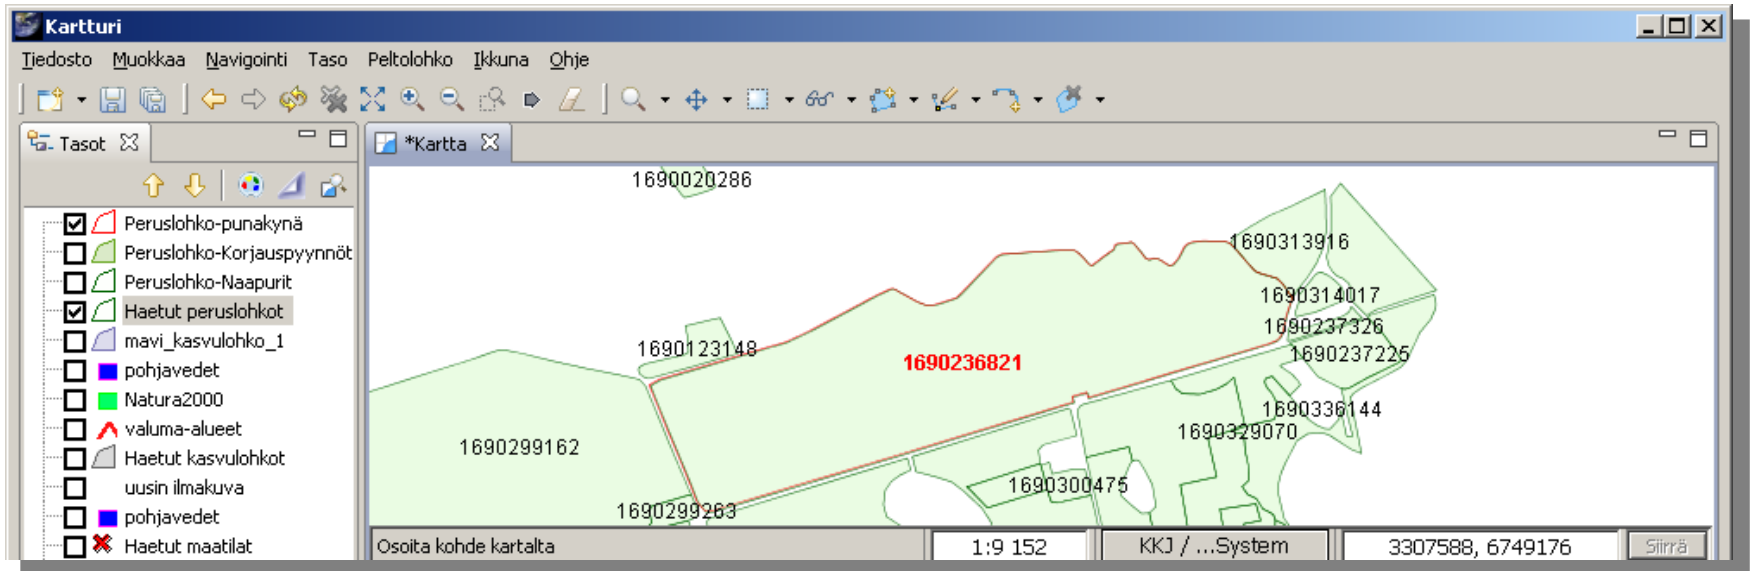 Kartturi
Tiedosto Muokkaa Navigointi Taso Peltolohko Ikkuna Ohje
Tasot
*Kartta
Peruslohko-punakynä
Peruslohko-Korjauspyynnöt
Peruslohko-Naapurit
Haetut peruslohkot
mavi_kasvulohko_1
pohjavedet
Natura2000
valuma-alueet
Haetut kasvulohkot
uusin ilmakuva
pohjavedet
Haetut maatilat
1690020286
1690313916
1690314017
1690237326
1690123148
1690237225
1690236821
1690336144
1690329070
1690299162
1690300475
1690299263
Osoita kohde kartalta
1:9 152
KKJ / ...System
3307588, 6749176
Siirrä